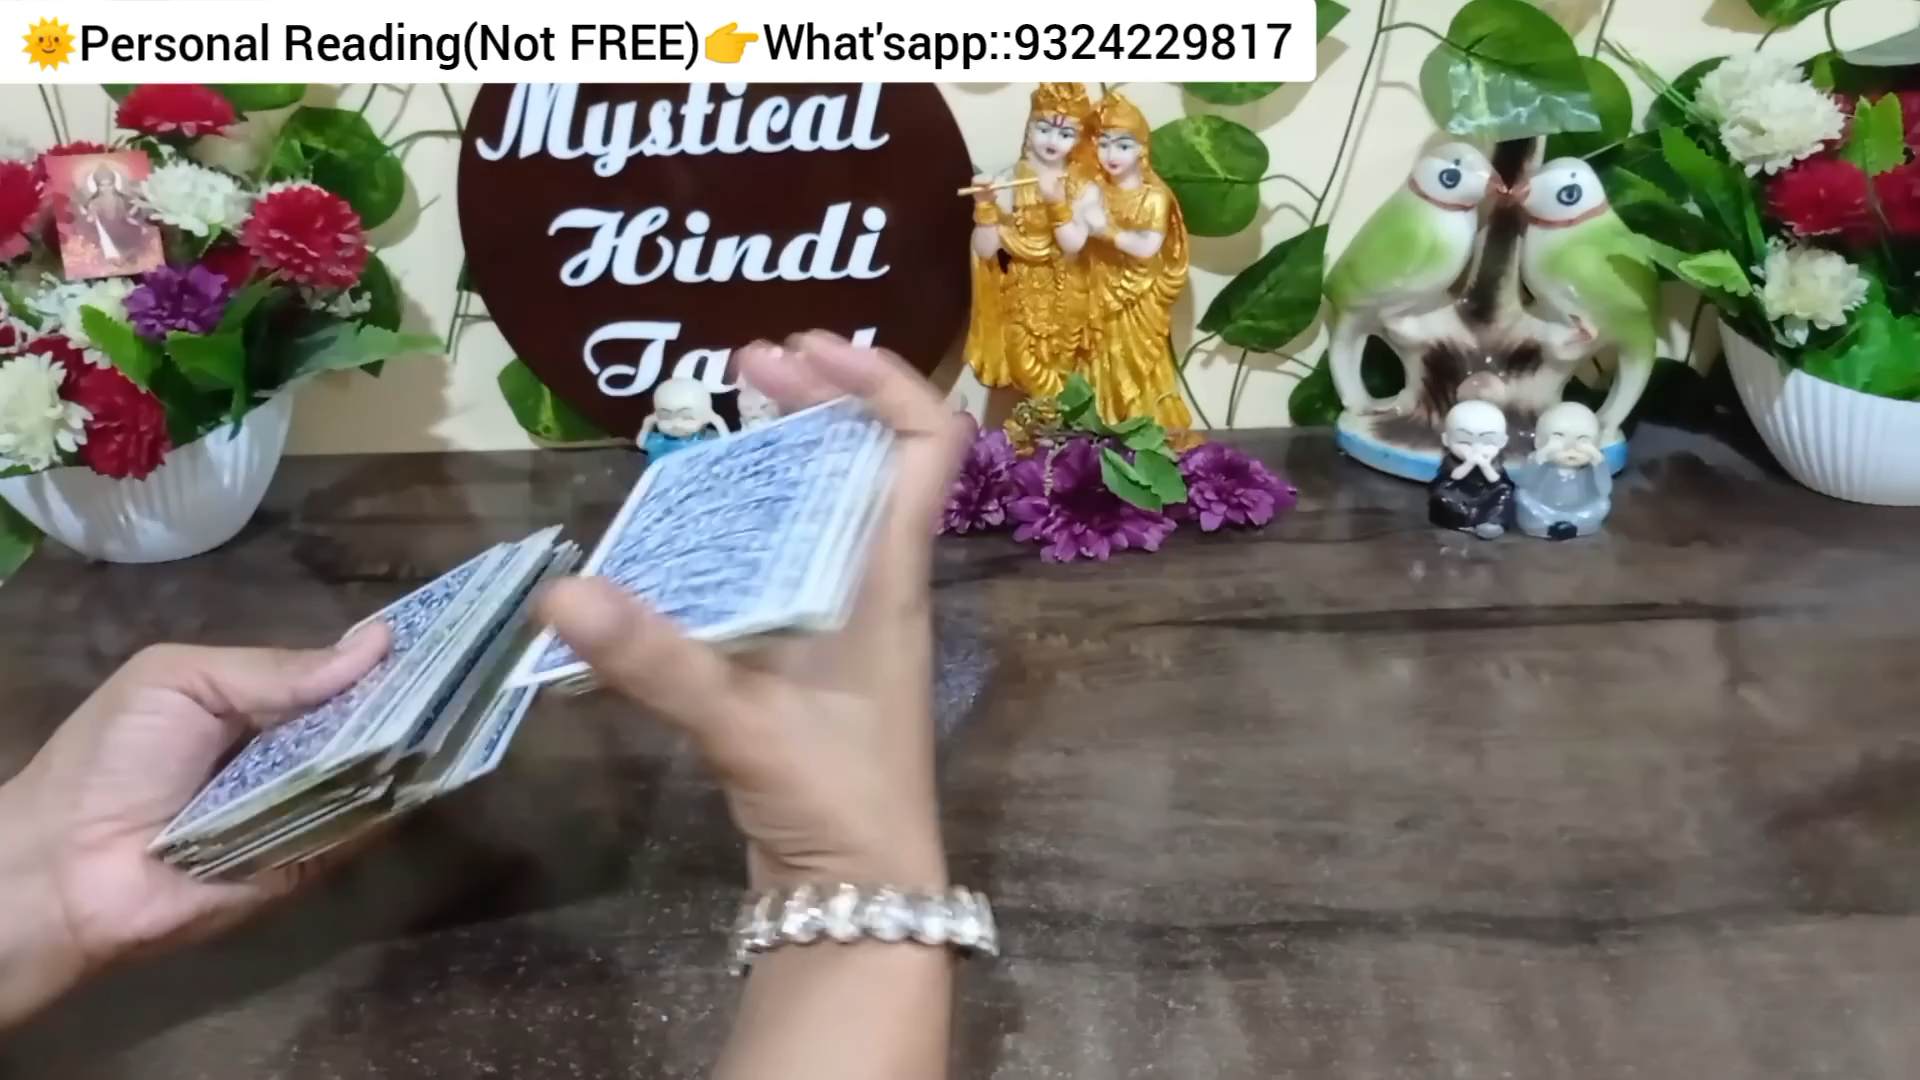 🌞Personal Reading(Not FREE)👉What'sapp::9324229817
Mystical
Hindi